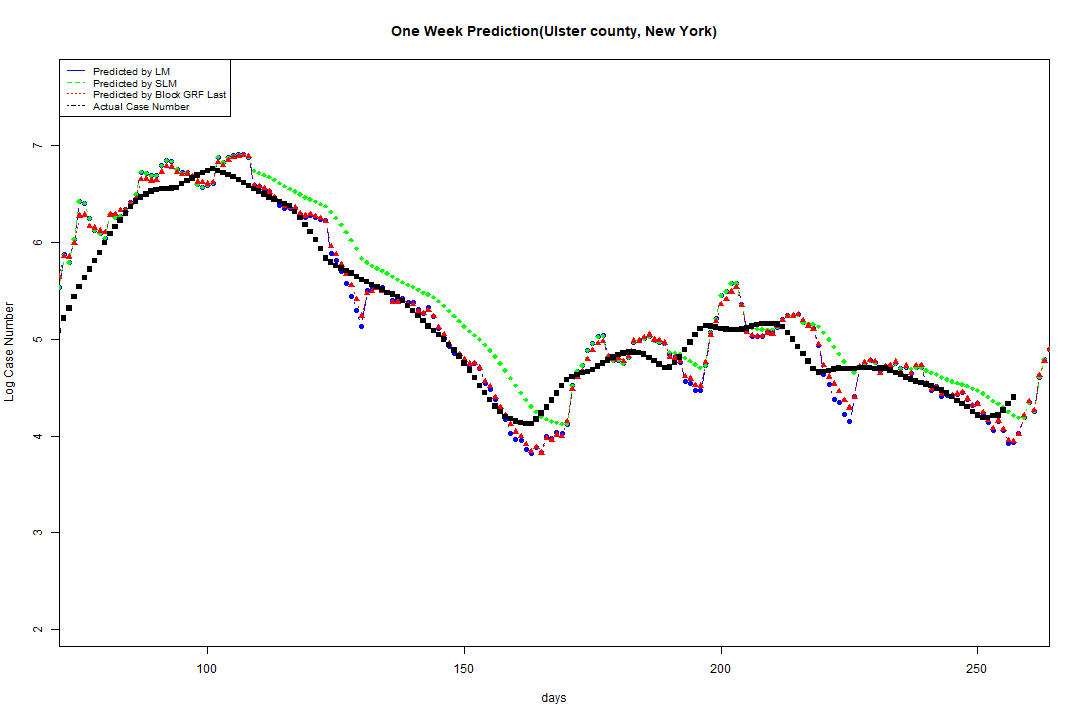 One Week Prediction(Ulster county, New York)
Predicted by LM
Predicted by SLM
Predicted by Block GRF Last
Actual Case Number
7
6
5
4
3
2
Log Case Number
100
150
200
250
days